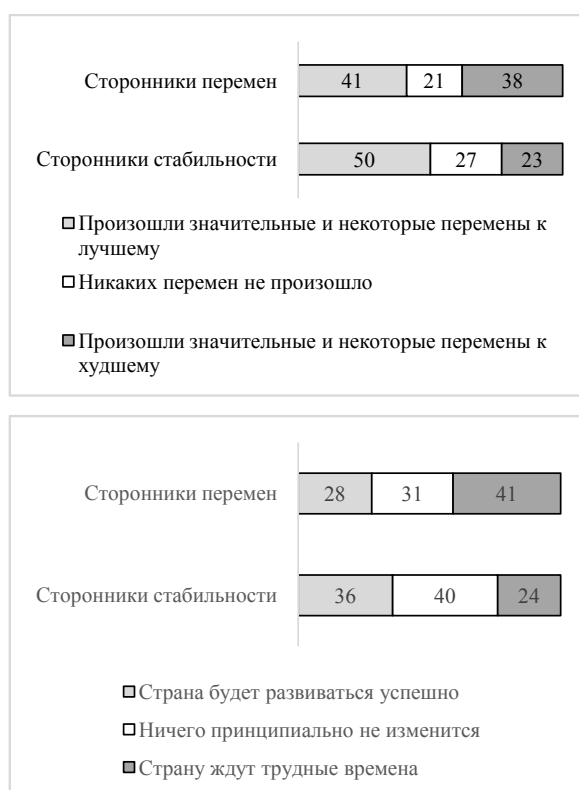 Сторонники перемен
41 21 38
Сторонники стабильности
50 27 23
Произошли значительные и некоторые перемены к
лучшему
Никаких перемен не произошло
Произошли значительные и некоторые перемены к
худшему
Сторонники перемен
28 31 41
Сторонники стабильности
36 40 24
Страна будет развиваться успешно
Ничего принципиально не изменится
Страну ждут трудные времена